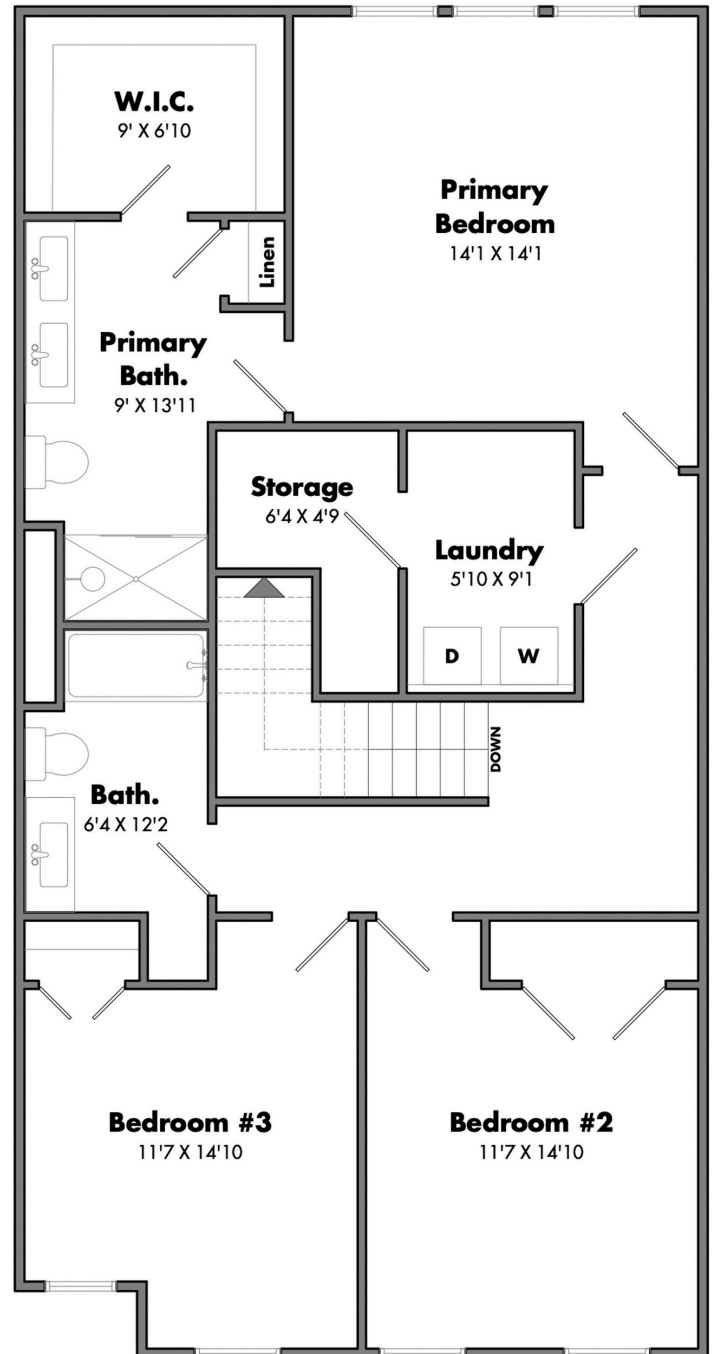 W.I.C.
9' X 6'10
Primary
Bedroom
14'1 X 14'1
Linen
Primary
Bath.
9' X 13'11
Storage
6'4 X 4'9
Laundry
5'10 X 9'1
D
W
DOWN
Bath.
6'4 X 12'2
Bedroom #3
11'7 X 14'10
Bedroom #2
11'7 X 14'10